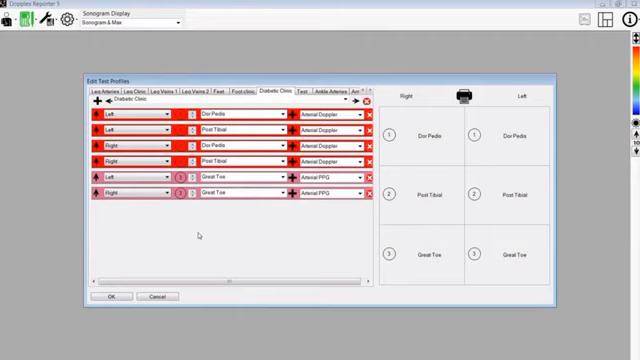 Dopplex Reporter 5
Sonogram Display
Sonogram & Max
Edit Test Profiles
Leg Arteries Leg Clinic Leg Veins 1 Leg Veins 2 Feet Foot clinic Diabetic Clinic Test Ankle Arteries
Diabetic Clinic
Left Dor Pedis Arterial Doppler
Left Post Tibial Arterial Doppler
Right Dor Pedis Arterial Doppler
Right Post Tibial Arterial Doppler
Left 3 Great Toe Arterial PPG
Right 3 Great Toe Arterial PPG
OK Cancel
Right Left
1 Dor Pedis 1 Dor Pedis
2 Post Tibial 2 Post Tibial
3 Great Toe 3 Great Toe
10